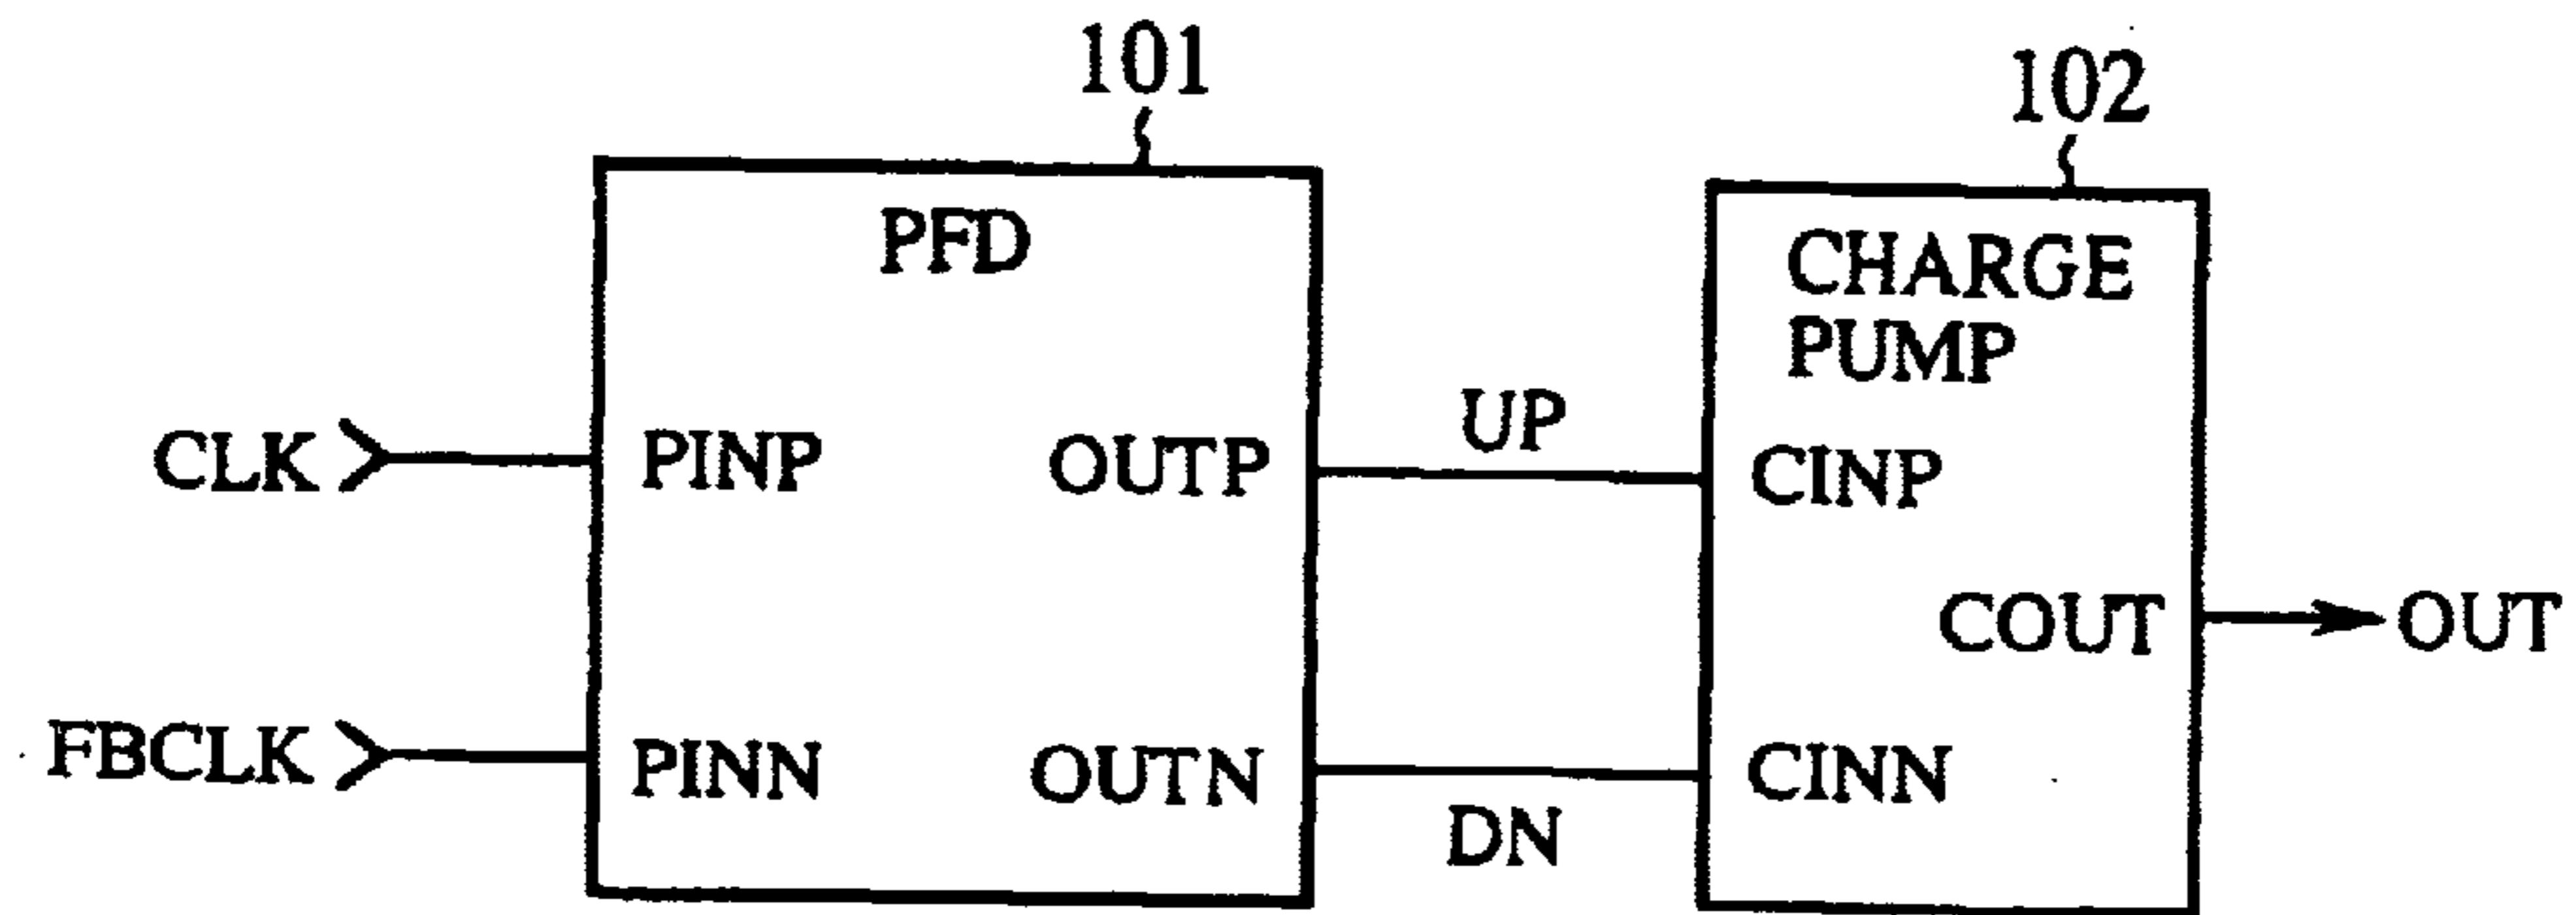 101
102
PFD
CHARGE
PUMP
CLK
PINP
OUTP
UP
CINP
COUT
OUT
FBCLK
PINN
OUTN
DN
CINN